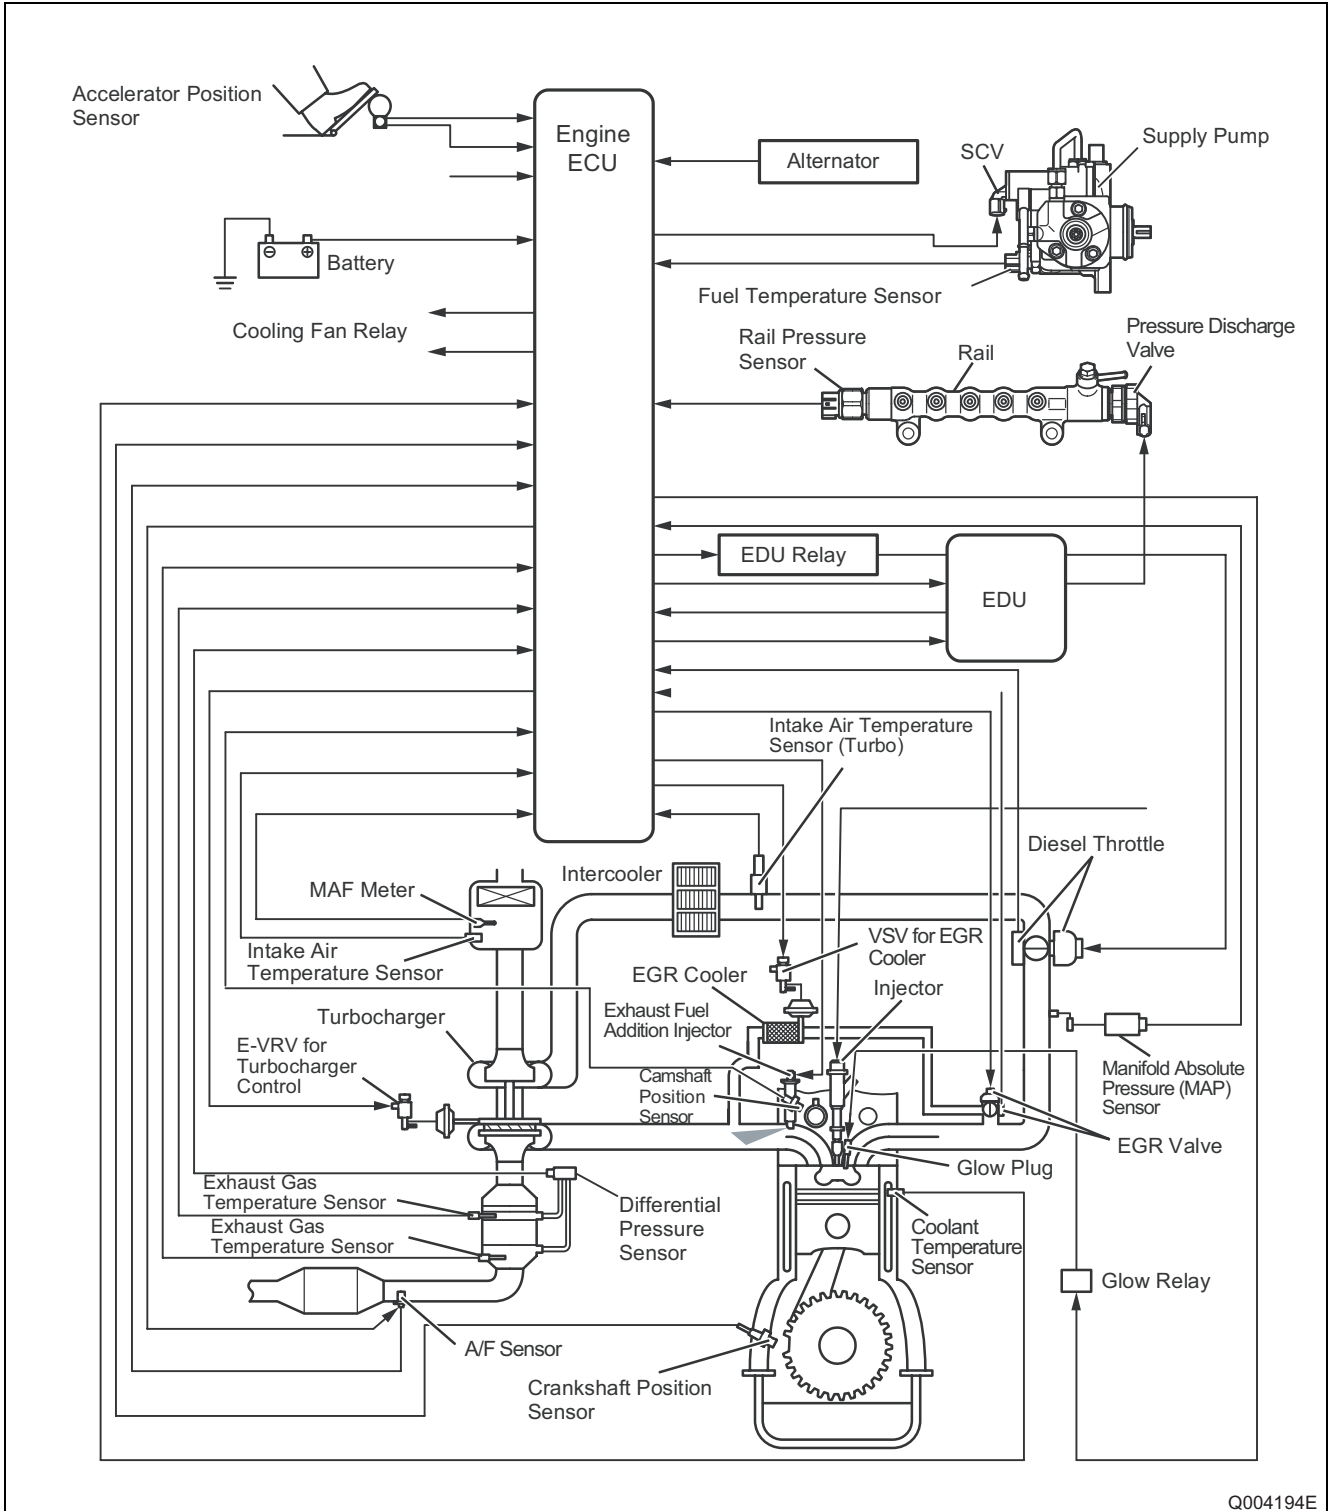 Accelerator Position
Sensor
Engine
ECU
Alternator
SCV
Supply Pump
Battery
Fuel Temperature Sensor
Cooling Fan Relay
Rail Pressure
Sensor
Rail
Pressure Discharge
Valve
EDU Relay
EDU
Intake Air Temperature
Sensor (Turbo)
Diesel Throttle
Intercooler
MAF Meter
Intake Air
Temperature Sensor
VSV for EGR
Cooler
EGR Cooler
Injector
Exhaust Fuel
Addition Injector
Turbocharger
E-VRV for
Turbocharger
Control
Camshaft
Position
Sensor
Manifold Absolute
Pressure (MAP)
Sensor
EGR Valve
Glow Plug
Exhaust Gas
Temperature Sensor
Exhaust Gas
Temperature Sensor
Differential
Pressure
Sensor
Coolant
Temperature
Sensor
Glow Relay
A/F Sensor
Crankshaft Position
Sensor
Q004194E